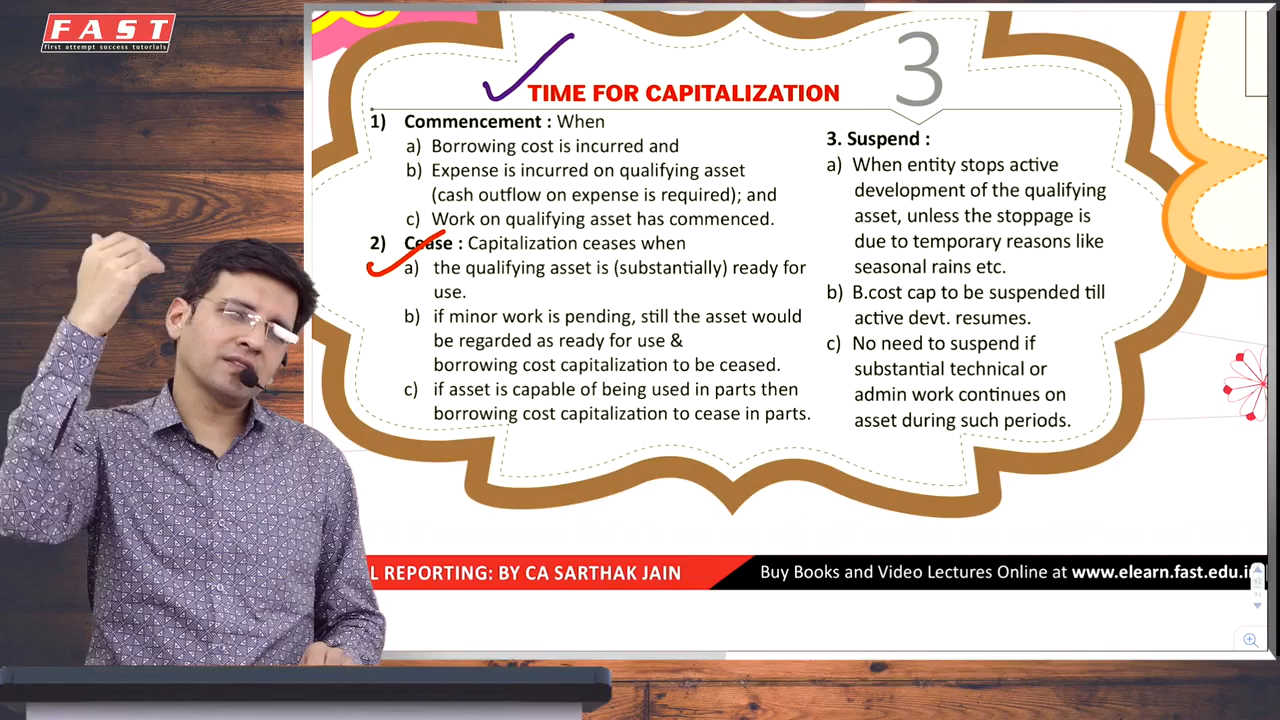 FAST
first attempt success tutorials
3
TIME FOR CAPITALIZATION
1) Commencement : When
a) Borrowing cost is incurred and
b) Expense is incurred on qualifying asset
(cash outflow on expense is required); and
c) Work on qualifying asset has commenced.
2) Cease : Capitalization ceases when
a) the qualifying asset is (substantially) ready for
use.
b) if minor work is pending, still the asset would
be regarded as ready for use &
borrowing cost capitalization to be ceased.
c) if asset is capable of being used in parts then
borrowing cost capitalization to cease in parts.
3. Suspend :
a) When entity stops active
development of the qualifying
asset, unless the stoppage is
due to temporary reasons like
seasonal rains etc.
b) B.cost cap to be suspended till
active devt. resumes.
c) No need to suspend if
substantial technical or
admin work continues on
asset during such periods.
L REPORTING: BY CA SARTHAK JAIN
Buy Books and Video Lectures Online at www.elearn.fast.edu.i